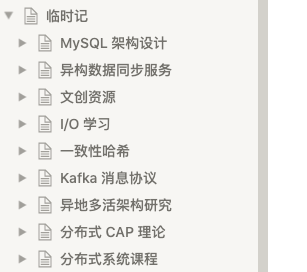 临时记
MySQL 架构设计
异构数据同步服务
文创资源
I/O 学习
一致性哈希
Kafka 消息协议
异地多活架构研究
分布式 CAP 理论
分布式系统课程